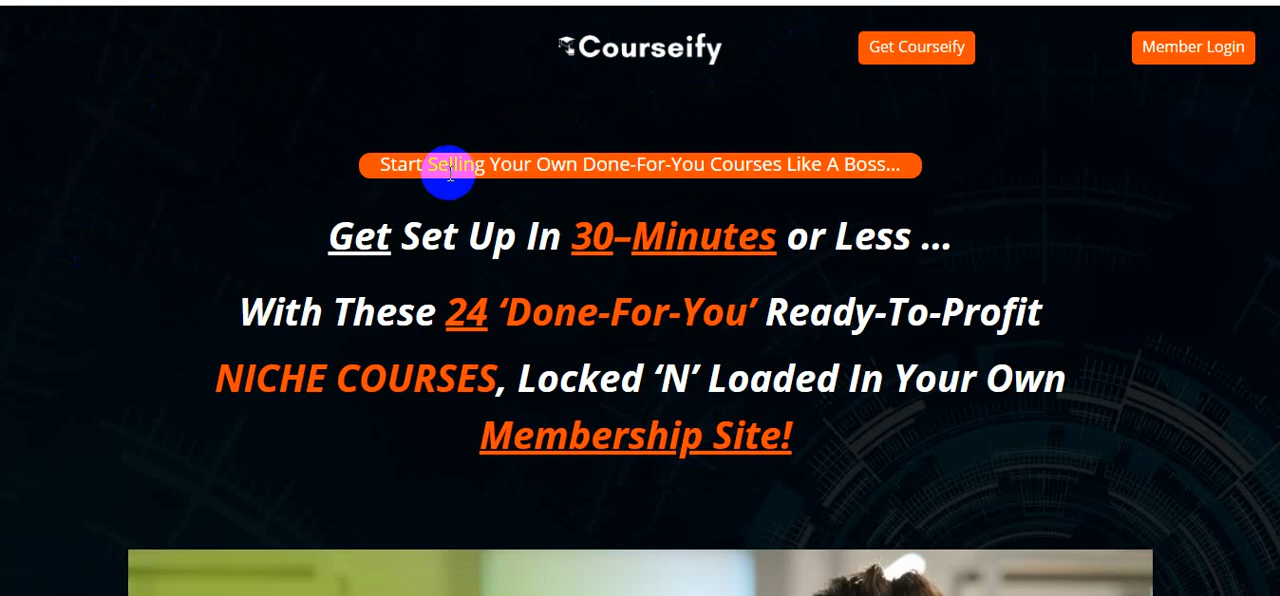 Courseify
Get Courseify
Member Login
Start Selling Your Own Done-For-You Courses Like A Boss...
Get Set Up In 30–Minutes or Less ...
With These 24 ‘Done-For-You’ Ready-To-Profit
NICHE COURSES, Locked ‘N’ Loaded In Your Own
Membership Site!